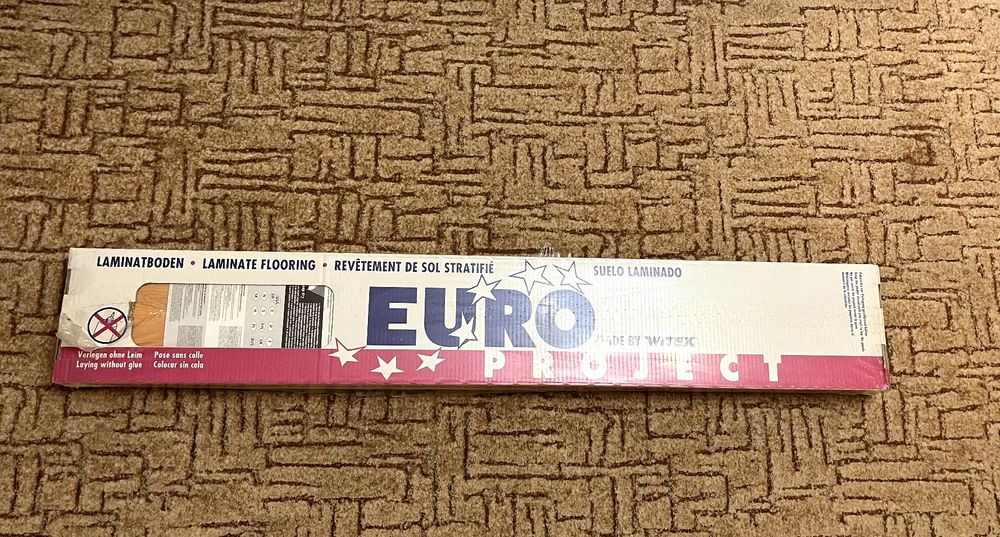 LAMINATBODEN • LAMINATE FLOORING • REVÊTEMENT DE SOL STRATIFIÉ SUELO LAMINADO
EURO
MADE BY WITEX
PROJECT
Verlegen ohne Leim Pose sans colle
Laying without glue Colocar sin cola